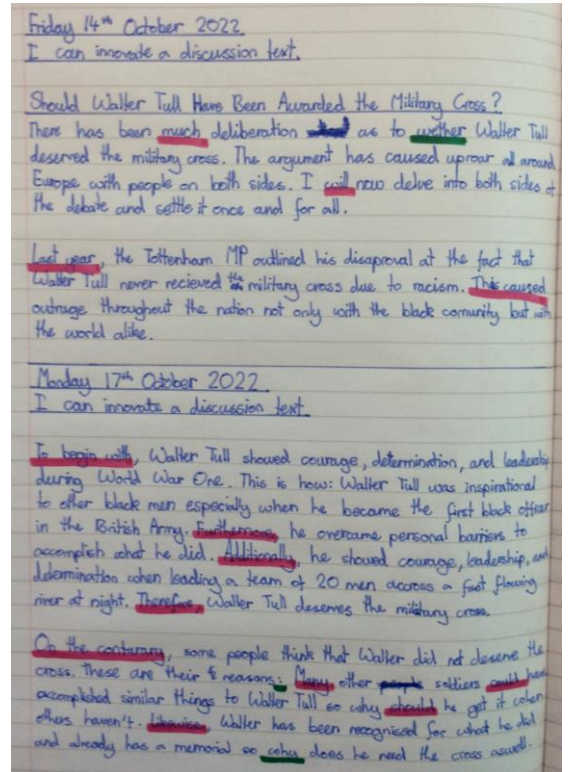 Friday 14th October 2022
I can innovate a discussion text.
Should Walter Tull Have Been Awarded the Military Cross?
There has been much deliberation as to wether Walter Tull
deserved the military cross. The argument has caused uproar all around
Europe with people on both sides. I will now delve into both sides of
the debate and settle it once and for all.
Last year, the Tottenham MP outlined his disaproval at the fact that
Walter Tull never recieved the military cross due to racism. This caused
outrage throughout the nation not only with the black comunity but with
the world alike.
Monday 17th October 2022
I can innovate a discussion text.
To begin with, Walter Tull showed courage, determination, and leadership
during World War One. This is how: Walter Tull was inspirational
to other black men especially when he became the first black officer
in the British Army. Furthermore, he overcame personal barriers to
accomplish what he did. Additionally, he showed courage, leadership, and
determination when leading a team of 20 men accross a fast flowing
river at night. Therefore, Walter Tull deserves the military cross.
On the contarary, some people think that Walter did not deserve the
cross. These are their reasons: Many other soldiers could have
accomplished similar things to Walter Tull so why should he get it when
others haven't. Likewise, Walter has been recognised for what he did
and already has a memorial so why does he need the cross aswell.